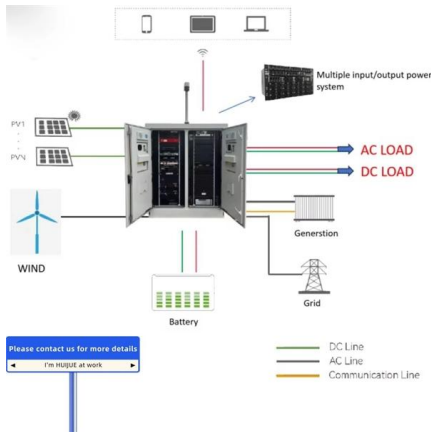 Multiple input/output power
system
PV1
PVN
AC LOAD
DC LOAD
WIND
Generstion
Grid
Battery
Please contact us for more details
I'm HUIJUE at work
DC Line
AC Line
Communication Line